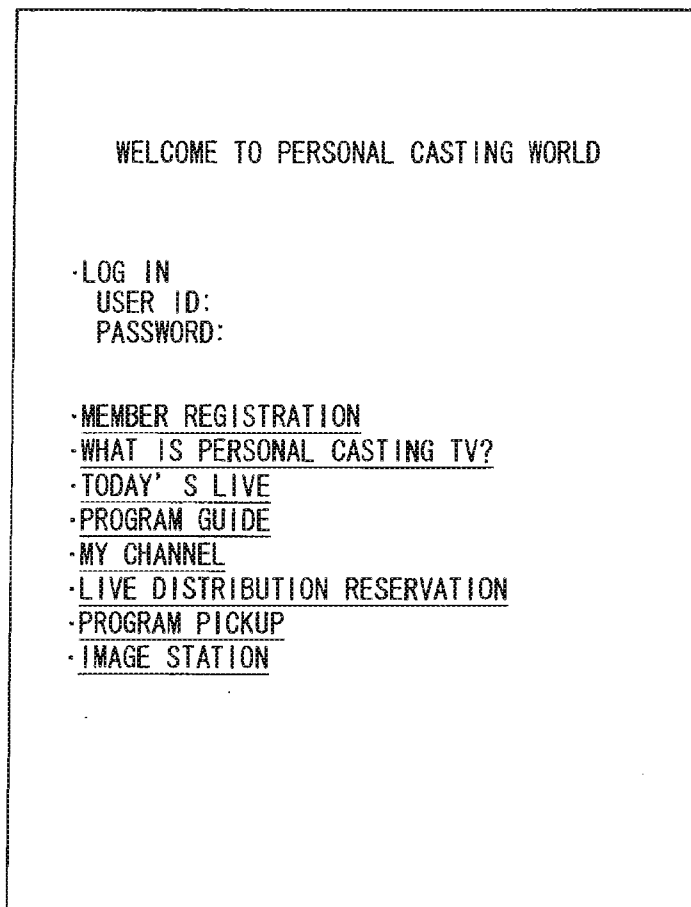 WELCOME TO PERSONAL CASTING WORLD
·LOG IN
USER ID:
PASSWORD:
·MEMBER REGISTRATION
·WHAT IS PERSONAL CASTING TV?
·TODAY' S LIVE
·PROGRAM GUIDE
·MY CHANNEL
·LIVE DISTRIBUTION RESERVATION
·PROGRAM PICKUP
·IMAGE STATION